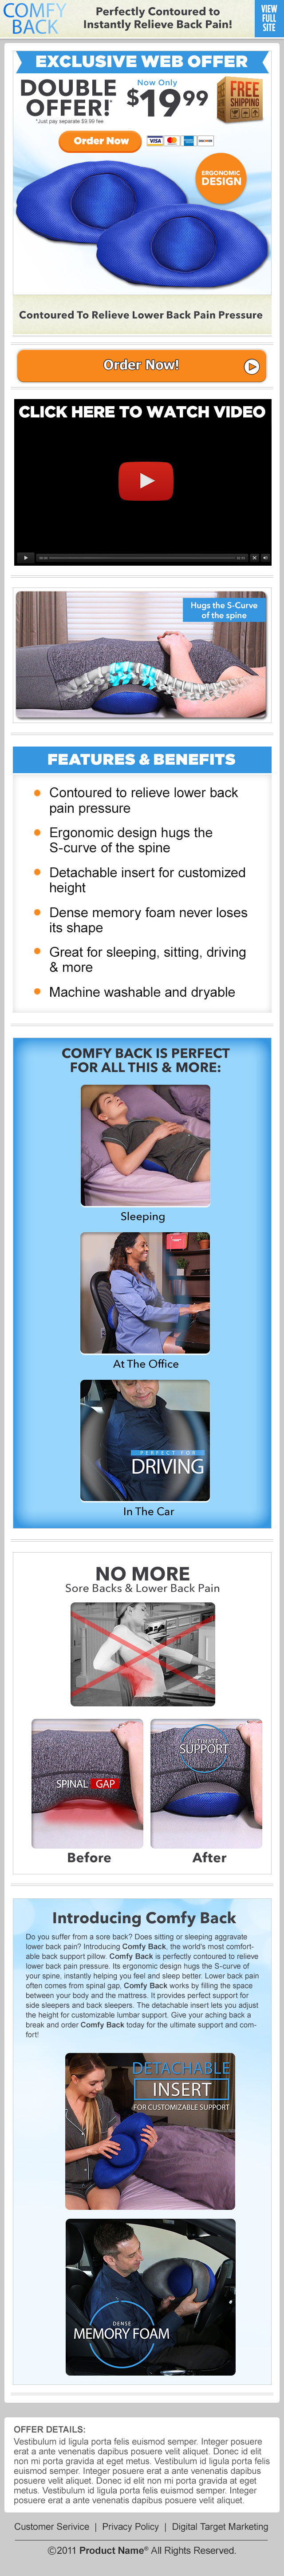 COMFY
BACK
Perfectly Contoured to
Instantly Relieve Back Pain!
VIEW
FULL
SITE
EXCLUSIVE WEB OFFER
DOUBLE
OFFER!*
*Just pay separate $9.99 fee
Now Only
$19.99
FREE
SHIPPING
Order Now
VISA
ERGONOMIC
DESIGN
Contoured To Relieve Lower Back Pain Pressure
Order Now!
CLICK HERE TO WATCH VIDEO
Hugs the S-Curve
of the spine
FEATURES & BENEFITS
• Contoured to relieve lower back
pain pressure
• Ergonomic design hugs the
S-curve of the spine
• Detachable insert for customized
height
• Dense memory foam never loses
its shape
• Great for sleeping, sitting, driving
& more
• Machine washable and dryable
COMFY BACK IS PERFECT
FOR ALL THIS & MORE:
Sleeping
At The Office
PERFECT FOR
DRIVING
In The Car
NO MORE
Sore Backs & Lower Back Pain
SPINAL GAP
ULTIMATE
SUPPORT
Before
After
Introducing Comfy Back
Do you suffer from a sore back? Does sitting or sleeping aggravate
lower back pain? Introducing Comfy Back, the world's most comfort-
able back support pillow. Comfy Back is perfectly contoured to relieve
lower back pain pressure. Its ergonomic design hugs the S-curve of
your spine, instantly helping you feel and sleep better. Lower back pain
often comes from spinal gap, Comfy Back works by filling the space
between your body and the mattress. It provides perfect support for
side sleepers and back sleepers. The detachable insert lets you adjust
the height for customizable lumbar support. Give your aching back a
break and order Comfy Back today for the ultimate support and com-
fort!
DETACHABLE
INSERT
FOR CUSTOMIZABLE SUPPORT
DENSE
MEMORY FOAM
OFFER DETAILS:
Vestibulum id ligula porta felis euismod semper. Integer posuere
erat a ante venenatis dapibus posuere velit aliquet. Donec id elit
non mi porta gravida at eget metus. Vestibulum id ligula porta felis
euismod semper. Integer posuere erat a ante venenatis dapibus
posuere velit aliquet. Donec id elit non mi porta gravida at eget
metus. Vestibulum id ligula porta felis euismod semper. Integer
posuere erat a ante venenatis dapibus posuere velit aliquet.
Customer Serivice | Privacy Policy | Digital Target Marketing
©2011 Product Name® All Rights Reserved.